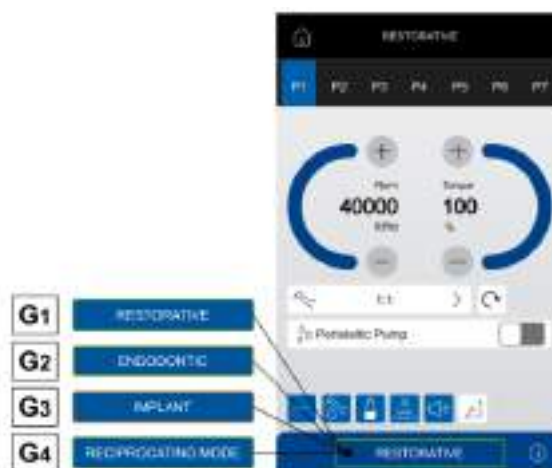 RESTORATIVE
P1 P2 P3 P4 P5 P6 P7
Torque
40000 100
%
1:1
Peristaltic Pump
G1 RESTORATIVE
G2 ENDODONTIC
G3 IMPLANT
G4 RECIPROCATING MODE
RESTORATIVE